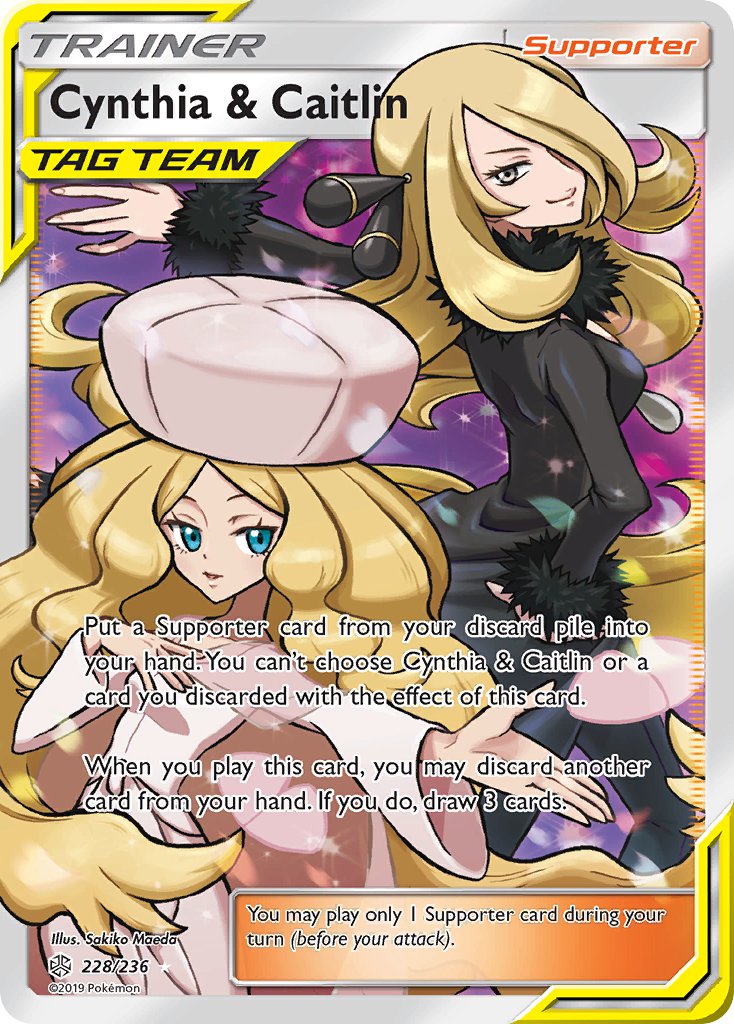 TRAINER
Supporter
Cynthia & Caitlin
TAG TEAM
Put a Supporter card from your discard pile into
your hand. You can't choose Cynthia & Caitlin or a
card you discarded with the effect of this card.
When you play this card, you may discard another
card from your hand. If you do, draw 3 cards.
You may play only 1 Supporter card during your
turn (before your attack).
Illus. Sakiko Maeda
228/236
©2019 Pokémon